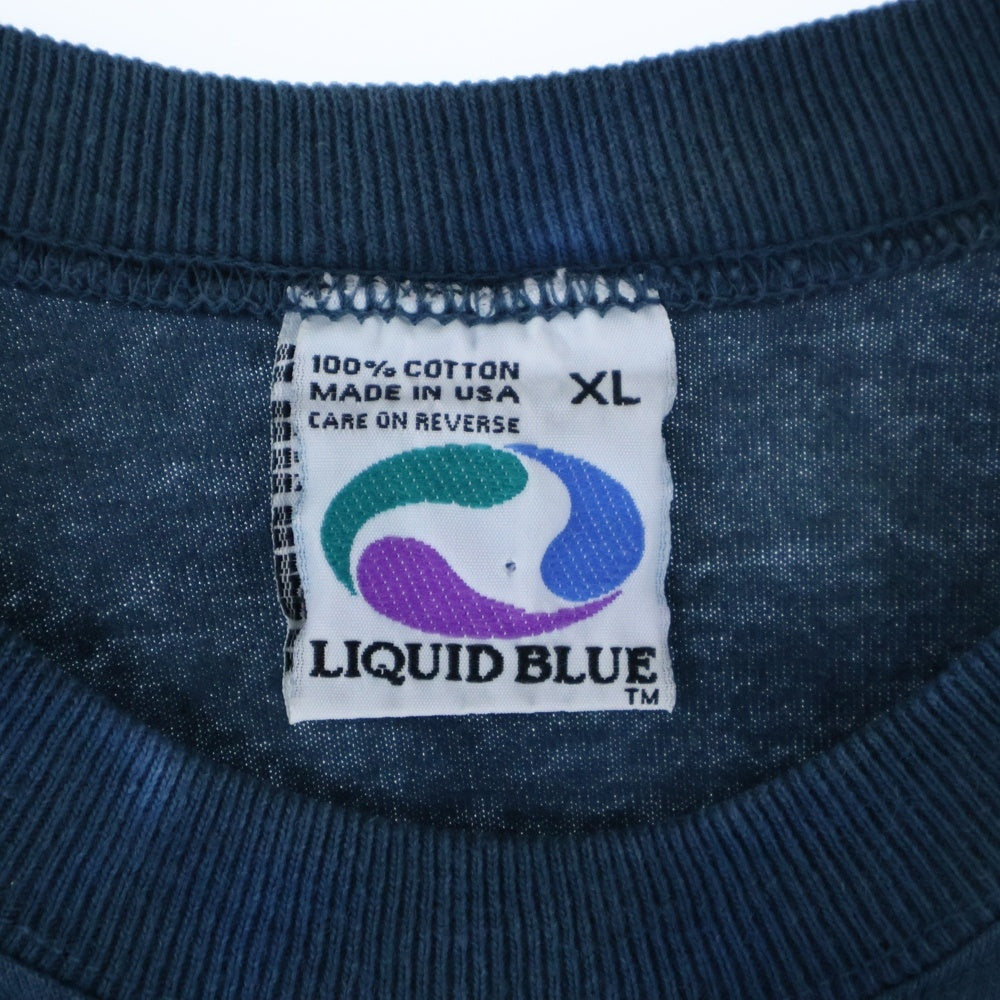 100% COTTON
MADE IN USA
XL
CARE ON REVERSE
LIQUID BLUE
TM